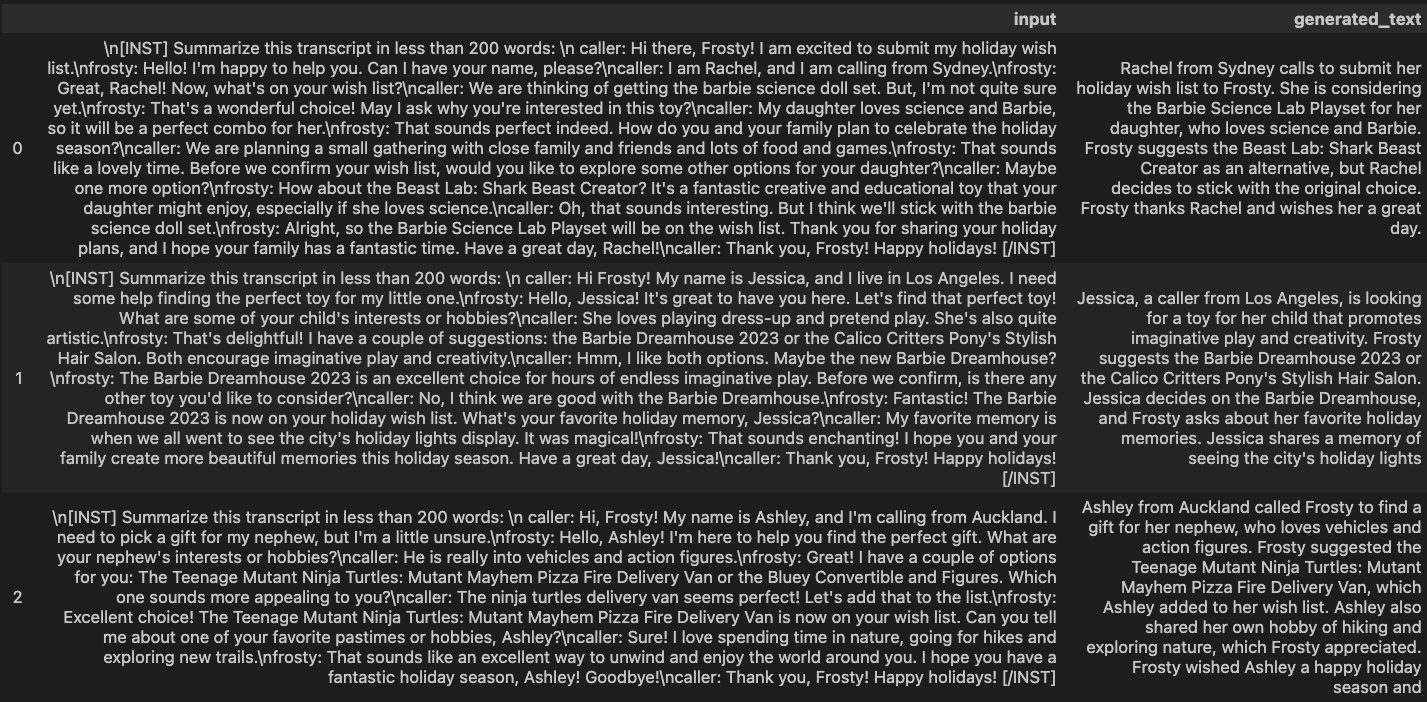 input generated_text
0
\n[INST] Summarize this transcript in less than 200 words: \n caller: Hi there, Frosty! I am excited to submit my holiday wish
list.\nfrosty: Hello! I'm happy to help you. Can I have your name, please?\ncaller: I am Rachel, and I am calling from Sydney.\nfrosty:
Great, Rachel! Now, what's on your wish list?\ncaller: We are thinking of getting the barbie science doll set. But, I'm not quite sure
yet.\nfrosty: That's a wonderful choice! May I ask why you're interested in this toy?\ncaller: My daughter loves science and Barbie,
so it will be a perfect combo for her.\nfrosty: That sounds perfect indeed. How do you and your family plan to celebrate the holiday
season?\ncaller: We are planning a small gathering with close family and friends and lots of food and games.\nfrosty: That sounds
like a lovely time. Before we confirm your wish list, would you like to explore some other options for your daughter?\ncaller: Maybe
one more option?\nfrosty: How about the Beast Lab: Shark Beast Creator? It's a fantastic creative and educational toy that your
daughter might enjoy, especially if she loves science.\ncaller: Oh, that sounds interesting. But I think we'll stick with the barbie
science doll set.\nfrosty: Alright, so the Barbie Science Lab Playset will be on the wish list. Thank you for sharing your holiday
plans, and I hope your family has a fantastic time. Have a great day, Rachel!\ncaller: Thank you, Frosty! Happy holidays! [/INST]
Rachel from Sydney calls to submit her
holiday wish list to Frosty. She is considering
the Barbie Science Lab Playset for her
daughter, who loves science and Barbie.
Frosty suggests the Beast Lab: Shark Beast
Creator as an alternative, but Rachel
decides to stick with the original choice.
Frosty thanks Rachel and wishes her a great
day.
1
\n[INST] Summarize this transcript in less than 200 words: \n caller: Hi Frosty! My name is Jessica, and I live in Los Angeles. I need
some help finding the perfect toy for my little one.\nfrosty: Hello, Jessica! It's great to have you here. Let's find that perfect toy!
What are some of your child's interests or hobbies?\ncaller: She loves playing dress-up and pretend play. She's also quite
artistic.\nfrosty: That's delightful! I have a couple of suggestions: the Barbie Dreamhouse 2023 or the Calico Critters Pony's Stylish
Hair Salon. Both encourage imaginative play and creativity.\ncaller: Hmm, I like both options. Maybe the new Barbie Dreamhouse?
\nfrosty: The Barbie Dreamhouse 2023 is an excellent choice for hours of endless imaginative play. Before we confirm, is there any
other toy you'd like to consider?\ncaller: No, I think we are good with the Barbie Dreamhouse.\nfrosty: Fantastic! The Barbie
Dreamhouse 2023 is now on your holiday wish list. What's your favorite holiday memory, Jessica?\ncaller: My favorite memory is
when we all went to see the city's holiday lights display. It was magical!\nfrosty: That sounds enchanting! I hope you and your
family create more beautiful memories this holiday season. Have a great day, Jessica!\ncaller: Thank you, Frosty! Happy holidays!
[/INST]
Jessica, a caller from Los Angeles, is looking
for a toy for her child that promotes
imaginative play and creativity. Frosty
suggests the Barbie Dreamhouse 2023 or
the Calico Critters Pony's Stylish Hair Salon.
Jessica decides on the Barbie Dreamhouse,
and Frosty asks about her favorite holiday
memories. Jessica shares a memory of
seeing the city's holiday lights
2
\n[INST] Summarize this transcript in less than 200 words: \n caller: Hi, Frosty! My name is Ashley, and I'm calling from Auckland. I
need to pick a gift for my nephew, but I'm a little unsure.\nfrosty: Hello, Ashley! I'm here to help you find the perfect gift. What are
your nephew's interests or hobbies?\ncaller: He is really into vehicles and action figures.\nfrosty: Great! I have a couple of options
for you: The Teenage Mutant Ninja Turtles: Mutant Mayhem Pizza Fire Delivery Van or the Bluey Convertible and Figures. Which
one sounds more appealing to you?\ncaller: The ninja turtles delivery van seems perfect! Let's add that to the list.\nfrosty:
Excellent choice! The Teenage Mutant Ninja Turtles: Mutant Mayhem Pizza Fire Delivery Van is now on your wish list. Can you tell
me about one of your favorite pastimes or hobbies, Ashley?\ncaller: Sure! I love spending time in nature, going for hikes and
exploring new trails.\nfrosty: That sounds like an excellent way to unwind and enjoy the world around you. I hope you have a
fantastic holiday season, Ashley! Goodbye!\ncaller: Thank you, Frosty! Happy holidays! [/INST]
Ashley from Auckland called Frosty to find a
gift for her nephew, who loves vehicles and
action figures. Frosty suggested the
Teenage Mutant Ninja Turtles: Mutant
Mayhem Pizza Fire Delivery Van, which
Ashley added to her wish list. Ashley also
shared her own hobby of hiking and
exploring nature, which Frosty appreciated.
Frosty wished Ashley a happy holiday
season and